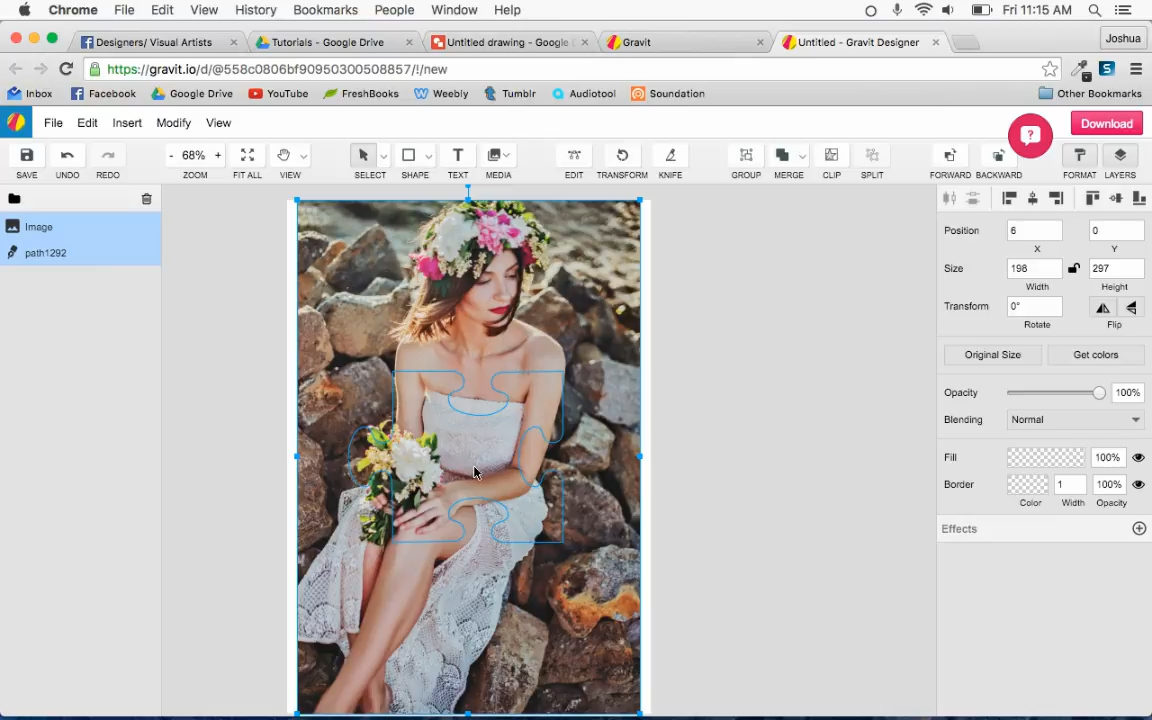 Chrome File Edit View History Bookmarks People Window Help Fri 11:15 AM
Designers/ Visual Artists Tutorials - Google Drive Untitled drawing - Google Gravit Untitled - Gravit Designer Joshua
https://gravit.io/d/@558c0806bf90950300508857/!/new
Inbox Facebook Google Drive YouTube FreshBooks Weebly Tumblr Audiotool Soundation Other Bookmarks
File Edit Insert Modify View Download
- 68% +
SAVE UNDO REDO ZOOM FIT ALL VIEW SELECT SHAPE TEXT MEDIA EDIT TRANSFORM KNIFE GROUP MERGE CLIP SPLIT FORWARD BACKWARD FORMAT LAYERS
Image
path1292
Position 6 0
X Y
Size 198 297
Width Height
Transform 0°
Rotate Flip
Original Size Get colors
Opacity 100%
Blending Normal
Fill 100%
Border 1 100%
Color Width Opacity
Effects